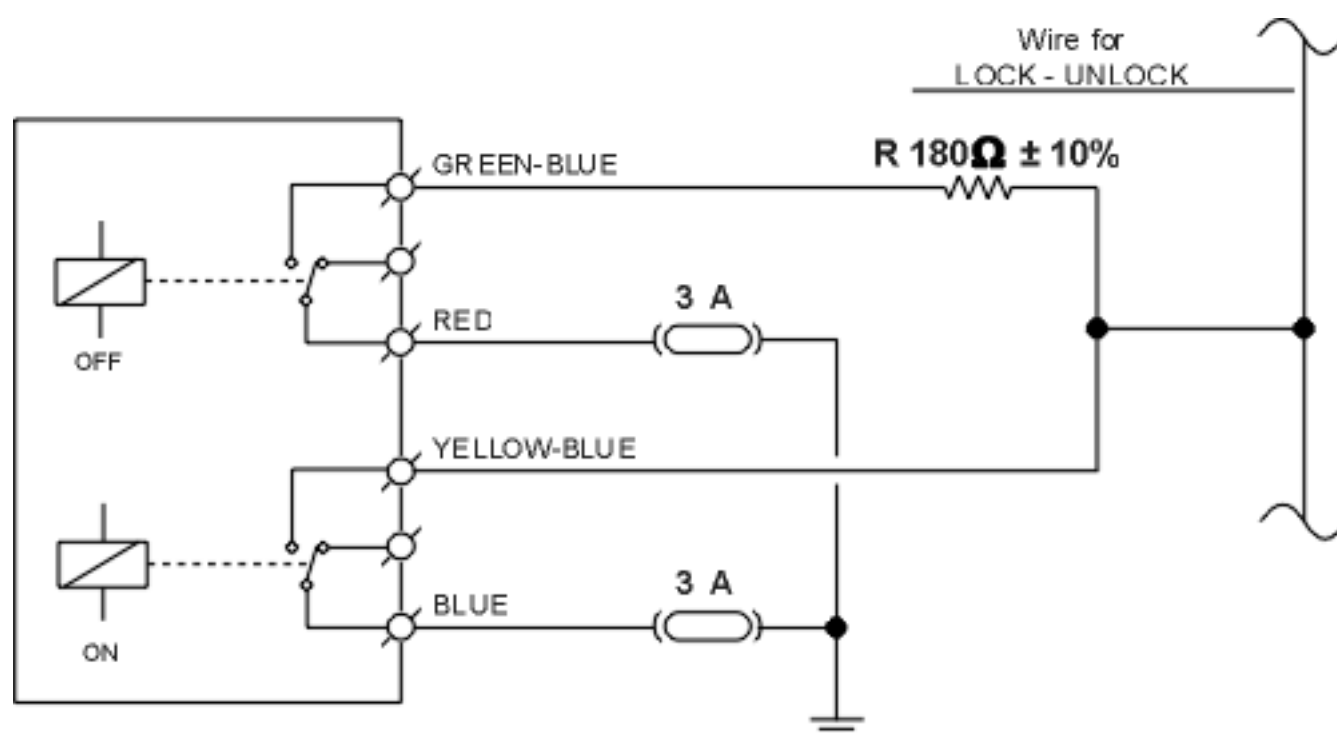 Wire for
LOCK - UNLOCK
GREEN-BLUE
R 180Ω ± 10%
RED
3 A
OFF
YELLOW-BLUE
BLUE
3 A
ON